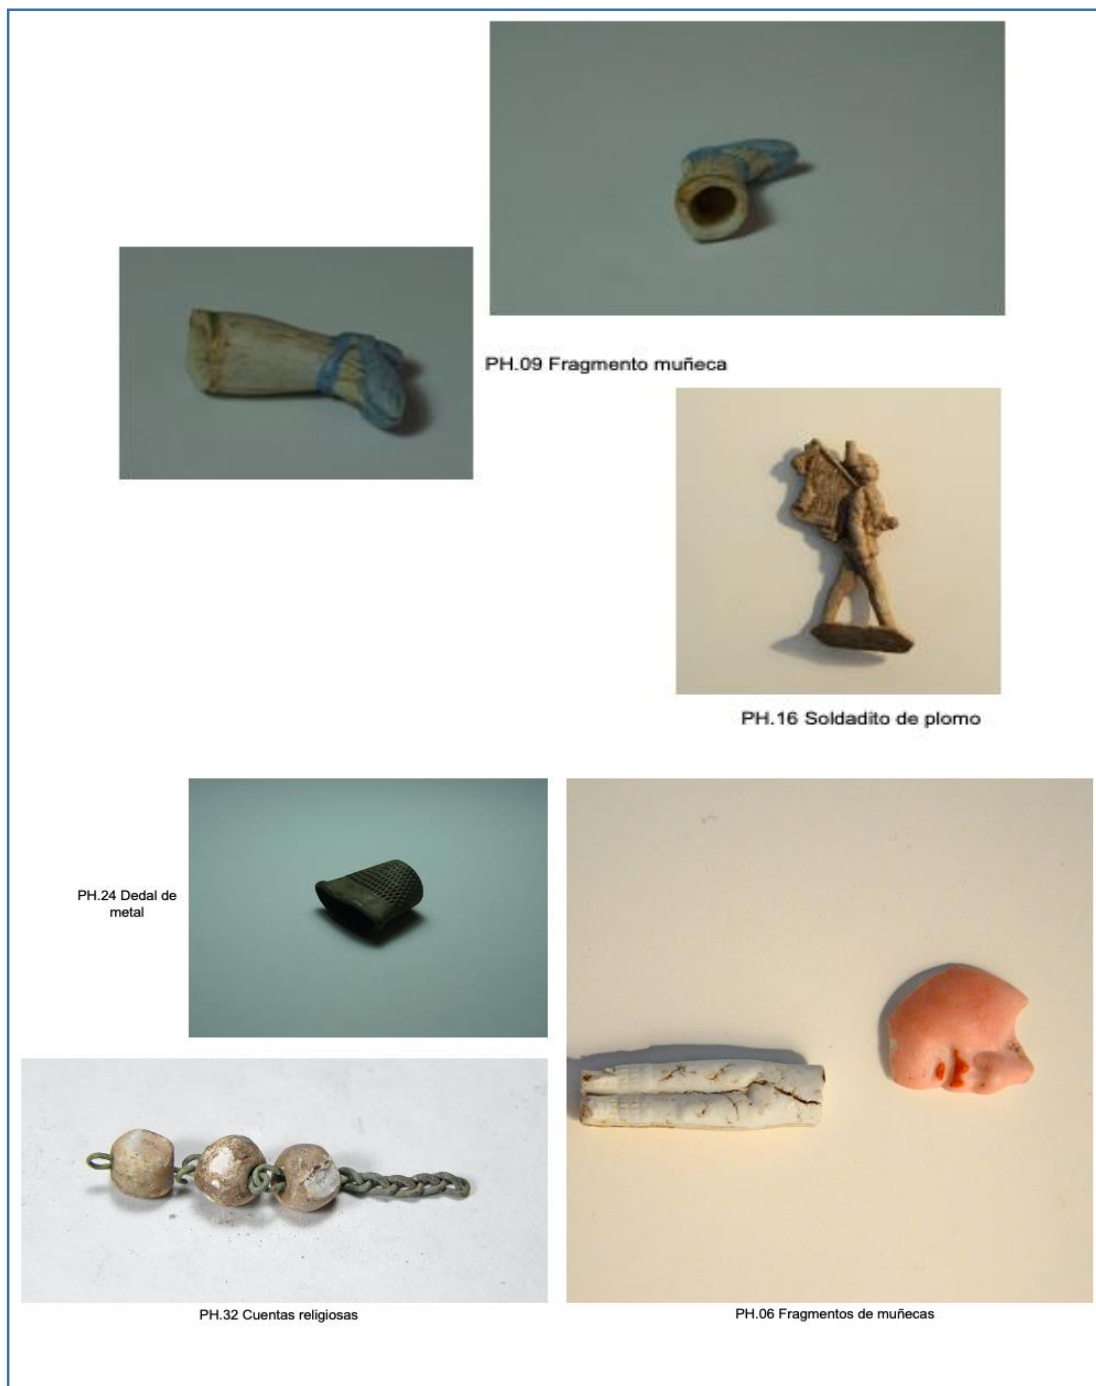 PH.09 Fragmento muñeca
PH.16 Soldadito de plomo
PH.24 Dedal de
metal
PH.32 Cuentas religiosas
PH.06 Fragmentos de muñecas